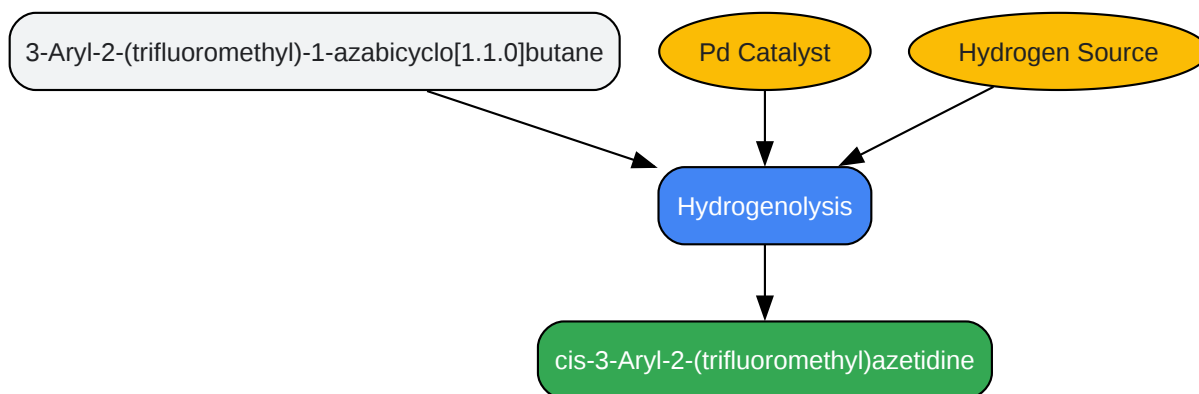 3-Aryl-2-(trifluoromethyl)-1-azabicyclo[1.1.0]butane
Pd Catalyst
Hydrogen Source
Hydrogenolysis
cis-3-Aryl-2-(trifluoromethyl)azetidine